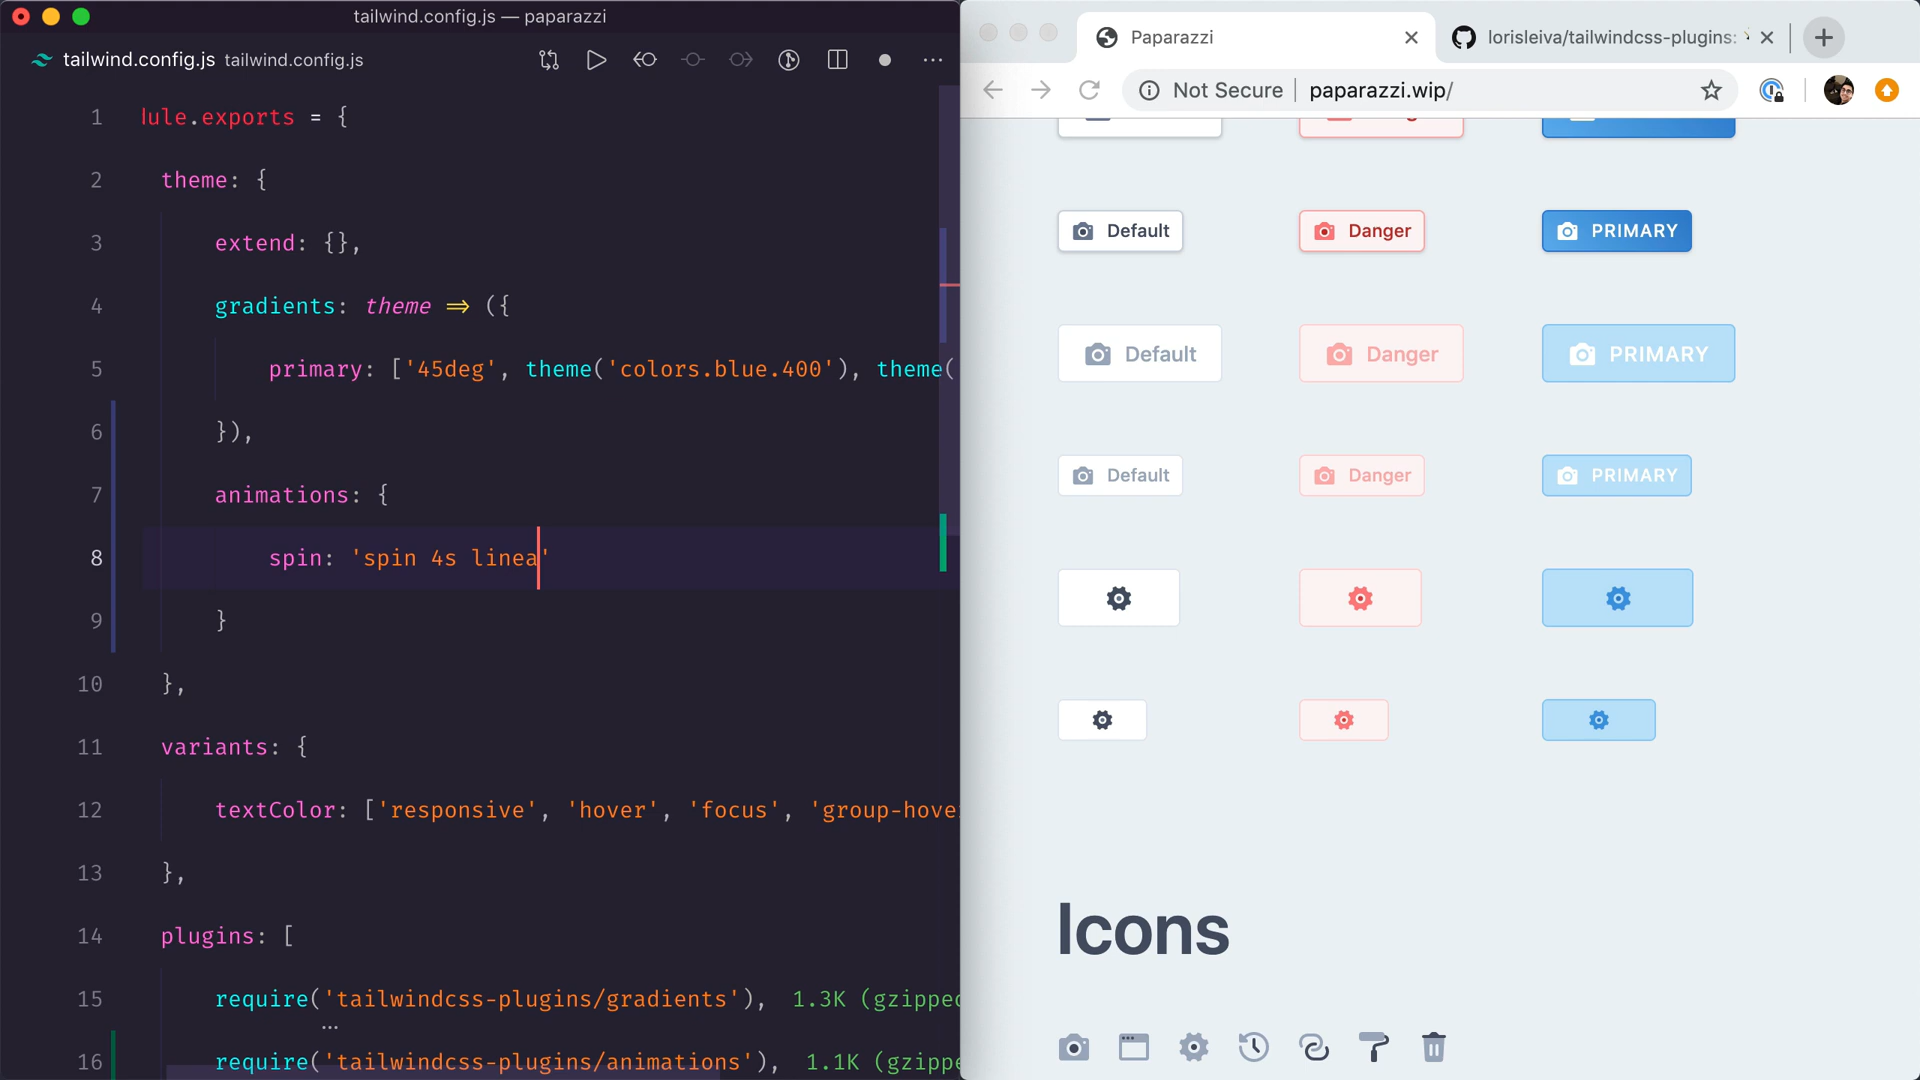 tailwind.config.js — paparazzi
tailwind.config.js tailwind.config.js
1 lule.exports = {
2 theme: {
3 extend: {},
4 gradients: theme => ({
5 primary: ['45deg', theme('colors.blue.400'), theme(
6 }),
7 animations: {
8 spin: 'spin 4s linea'
9 }
10 },
11 variants: {
12 textColor: ['responsive', 'hover', 'focus', 'group-hove
13 },
14 plugins: [
15 require('tailwindcss-plugins/gradients'), 1.3K (gzipped
16 require('tailwindcss-plugins/animations'), 1.1K (gzippe
Paparazzi
lorisleiva/tailwindcss-plugins:
Not Secure
paparazzi.wip/
Default Danger PRIMARY
Default Danger PRIMARY
Default Danger PRIMARY
Icons